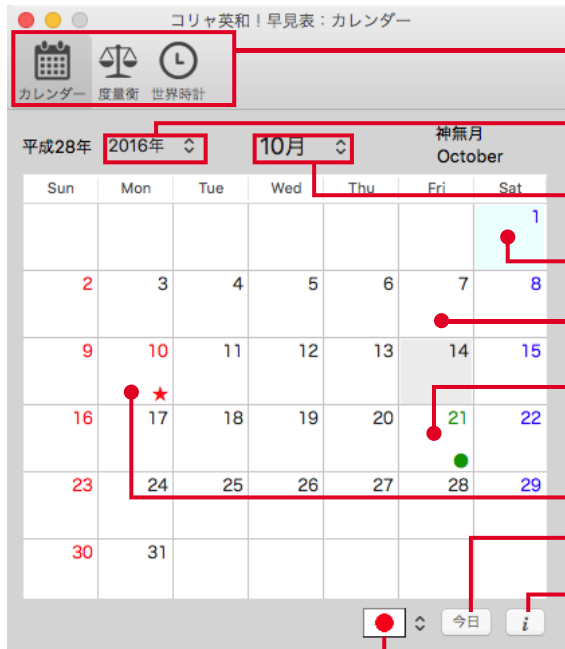 コリャ英和！早見表：カレンダー
カレンダー 度量衡 世界時計
平成28年 2016年 10月 神無月
October
Sun Mon Tue Wed Thu Fri Sat
1
2 3 4 5 6 7 8
9 10 11 12 13 14 15
★
16 17 18 19 20 21 22
23 24 25 26 27 28 29
30 31
今日 i